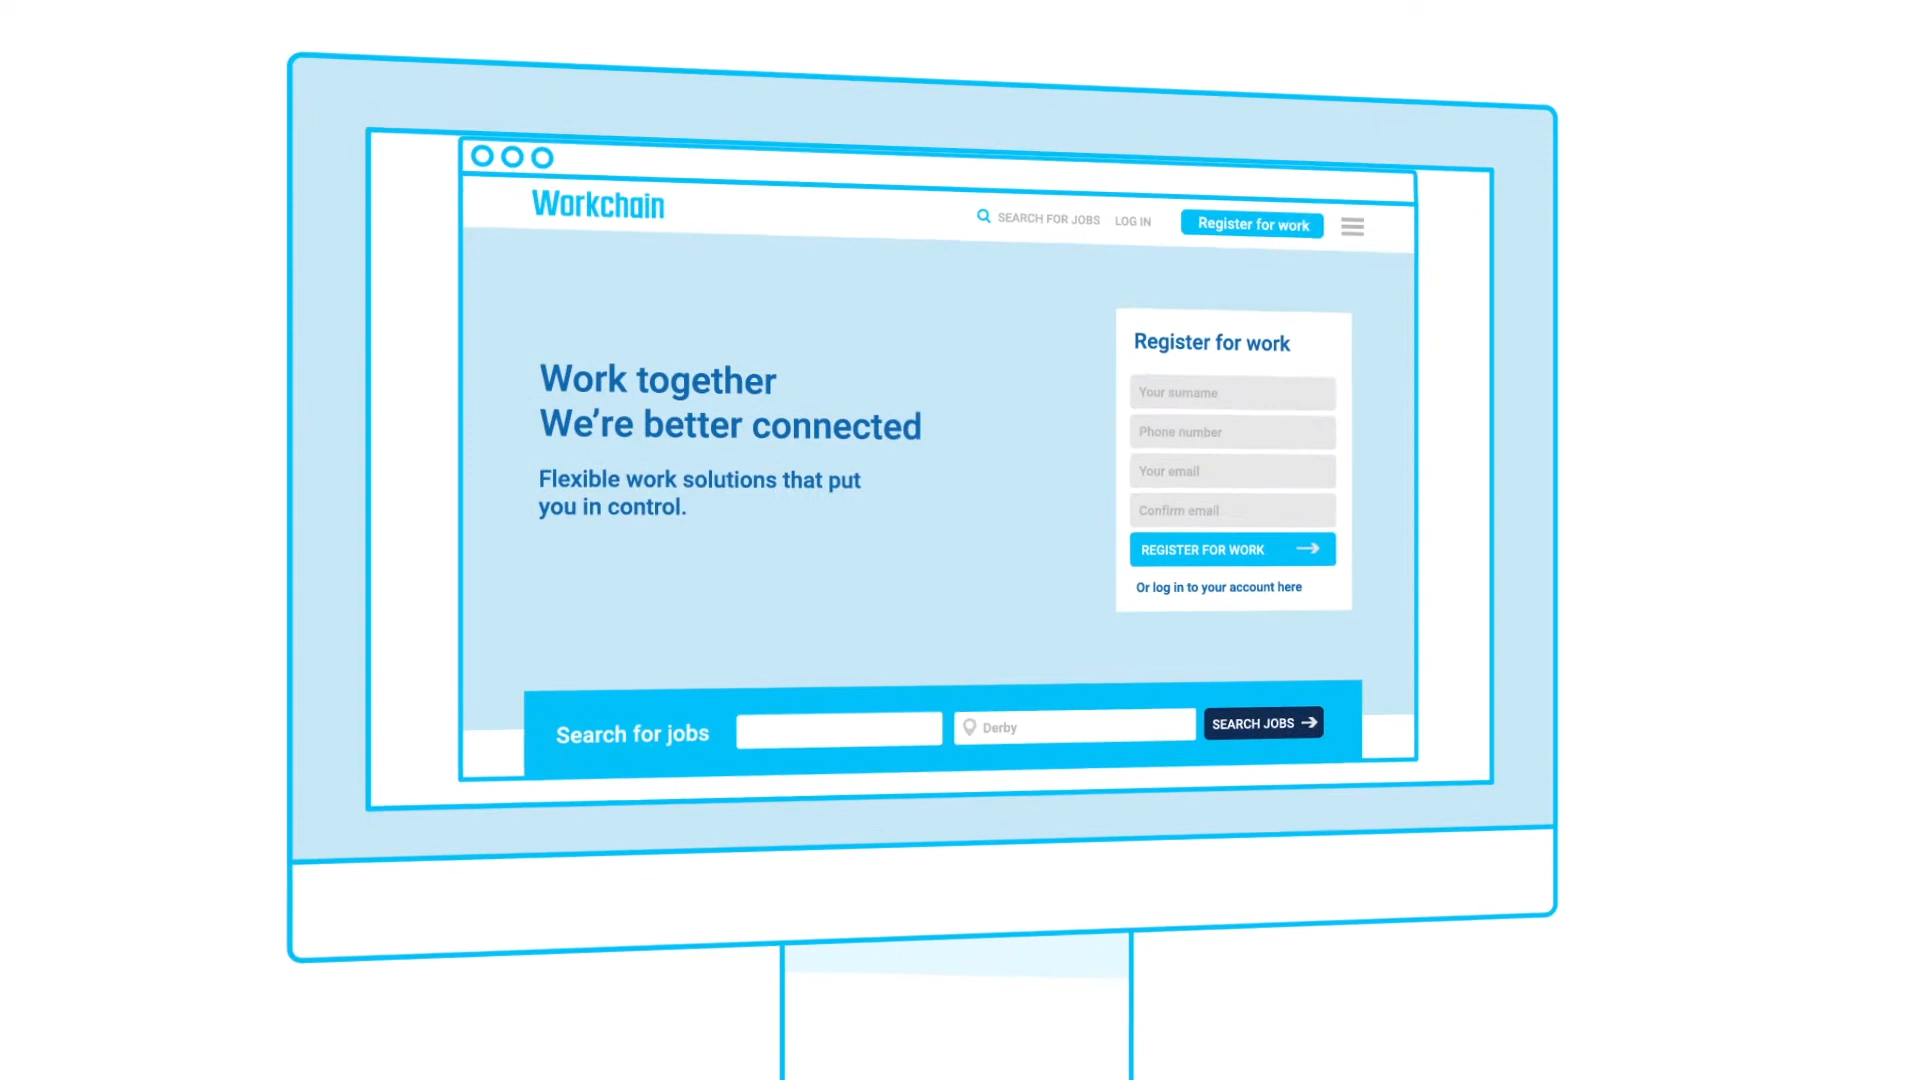 Workchain
SEARCH FOR JOBS
LOG IN
Register for work
Work together
We're better connected
Flexible work solutions that put
you in control.
Register for work
Your surname
Phone number
Your email
Confirm email
REGISTER FOR WORK
Or log in to your account here
Search for jobs
Derby
SEARCH JOBS